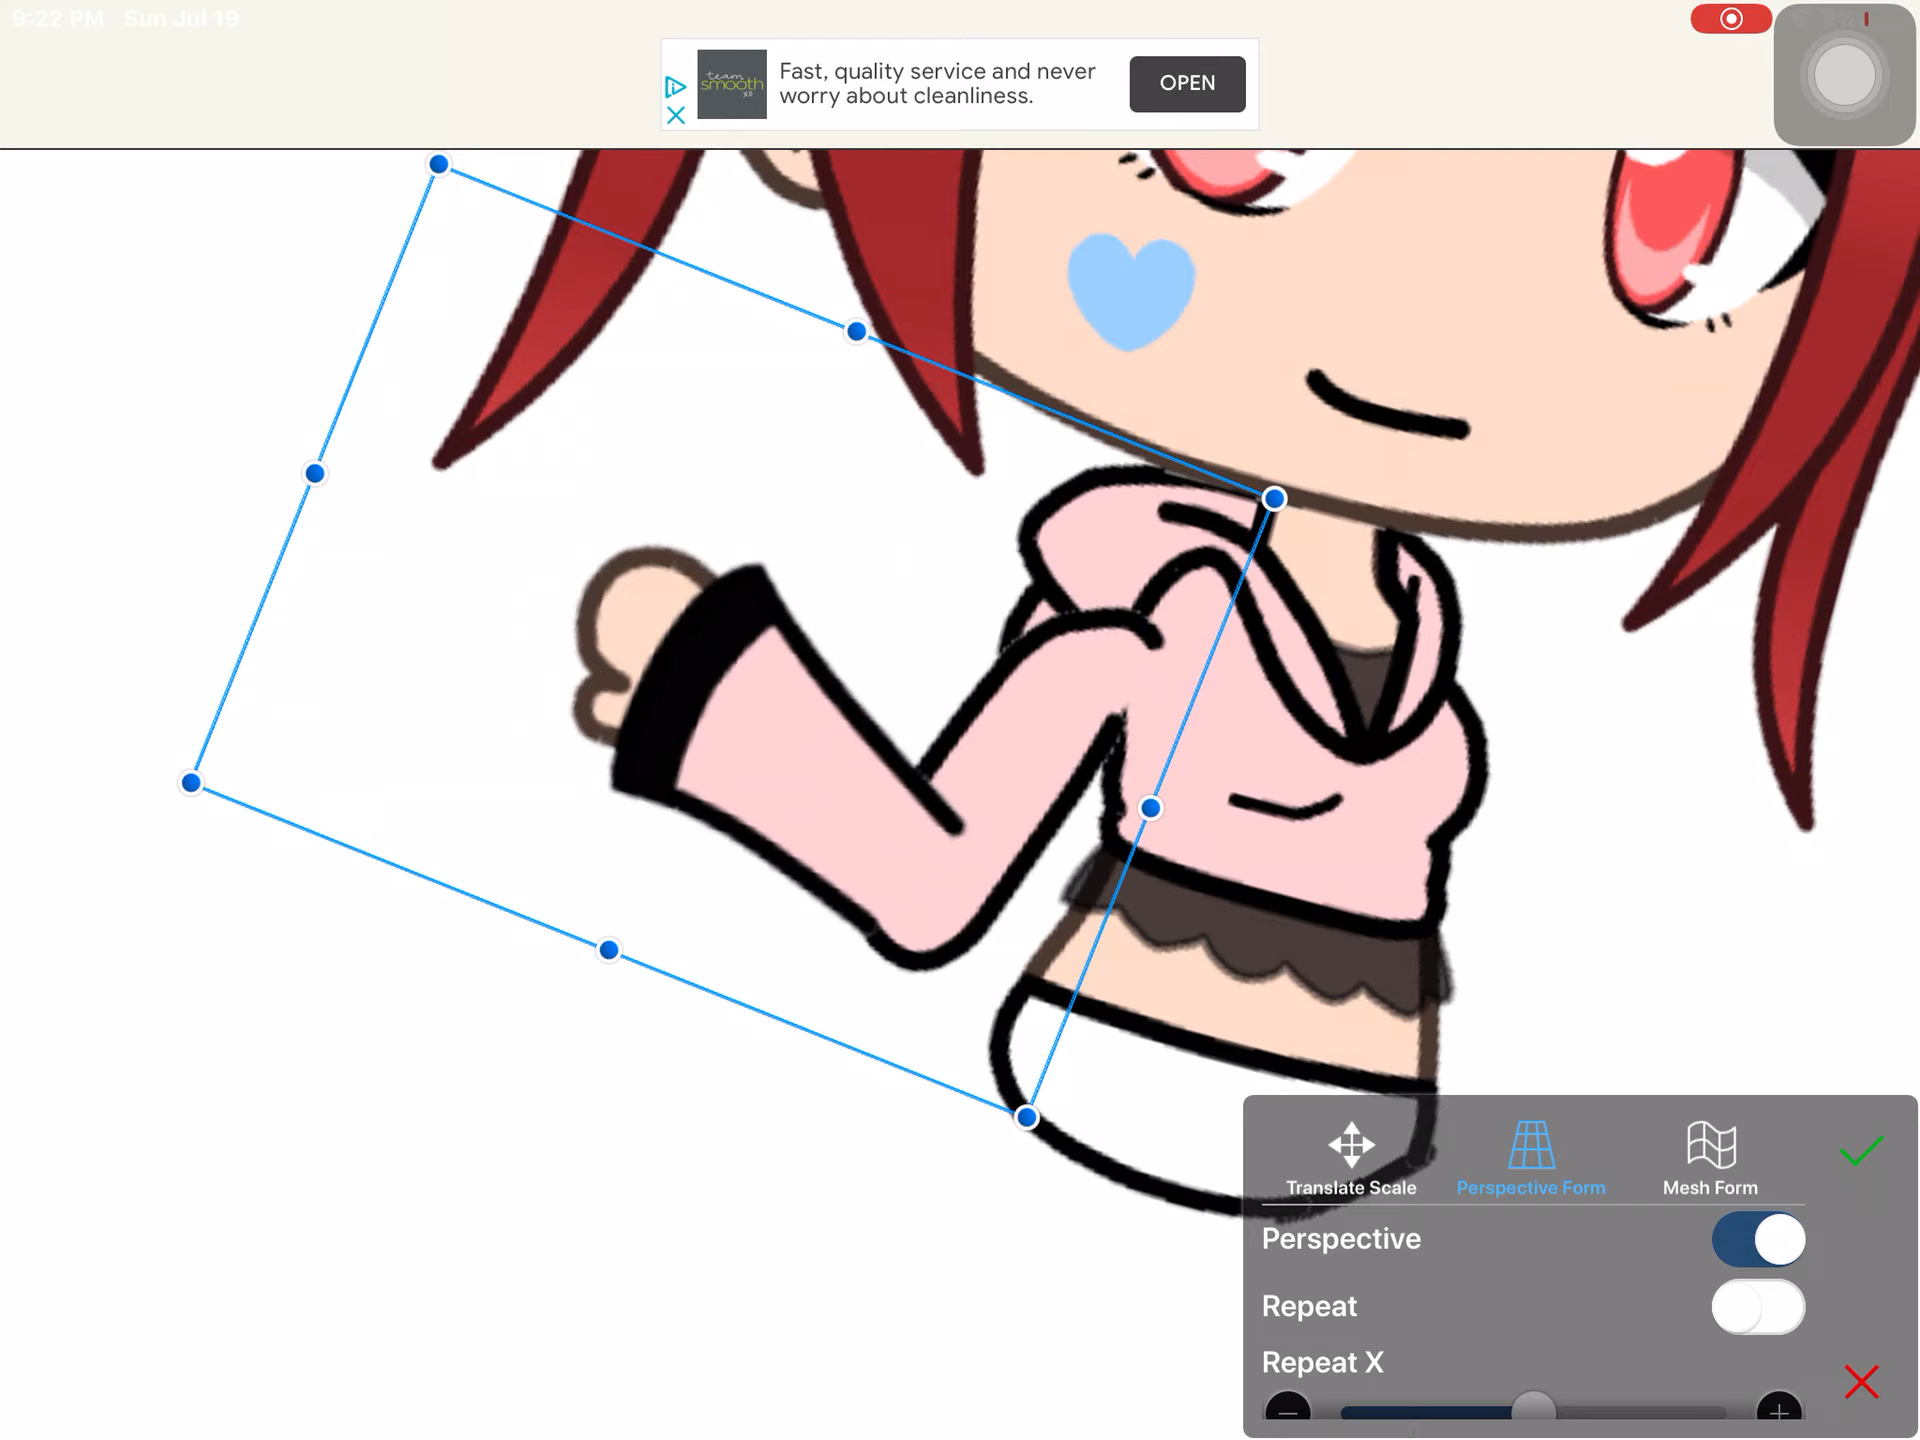 9:22 PM Sun Jul 19
team
smooth
XO
Fast, quality service and never
worry about cleanliness.
OPEN
Translate Scale
Perspective Form
Mesh Form
Perspective
Repeat
Repeat X